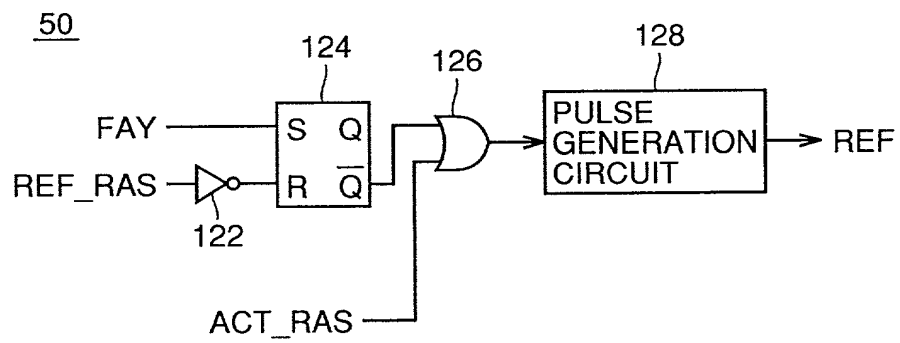 50
124
126
128
FAY
S Q
PULSE
GENERATION
CIRCUIT
REF
REF_RAS
R Q̅
122
ACT_RAS